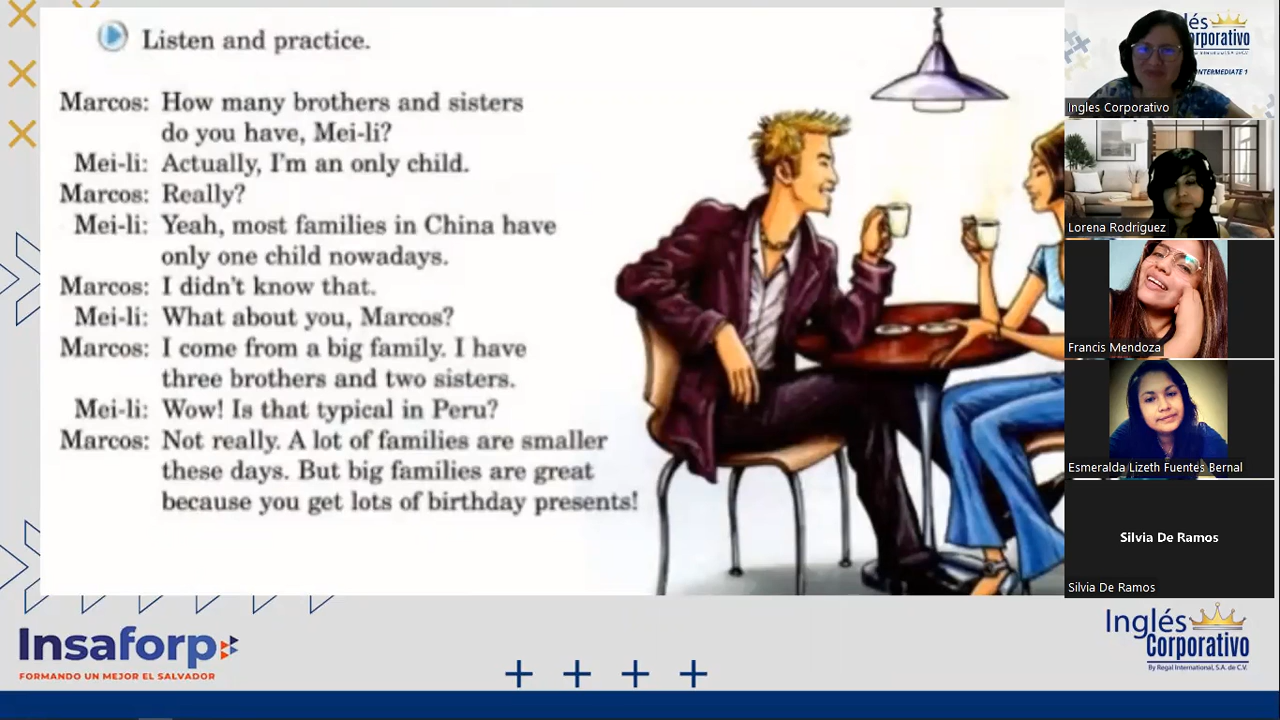 Listen and practice.
Marcos: How many brothers and sisters
do you have, Mei-li?
Mei-li: Actually, I'm an only child.
Marcos: Really?
Mei-li: Yeah, most families in China have
only one child nowadays.
Marcos: I didn't know that.
Mei-li: What about you, Marcos?
Marcos: I come from a big family. I have
three brothers and two sisters.
Mei-li: Wow! Is that typical in Peru?
Marcos: Not really. A lot of families are smaller
these days. But big families are great
because you get lots of birthday presents!
Insaforp
FORMANDO UN MEJOR EL SALVADOR
Inglés
Corporativo
By Regal International, S.A. de C.V.
lés
orporativo
INTERMEDIATE 1
Ingles Corporativo
Lorena Rodriguez
Francis Mendoza
Esmeralda Lizeth Fuentes Bernal
Silvia De Ramos
Silvia De Ramos